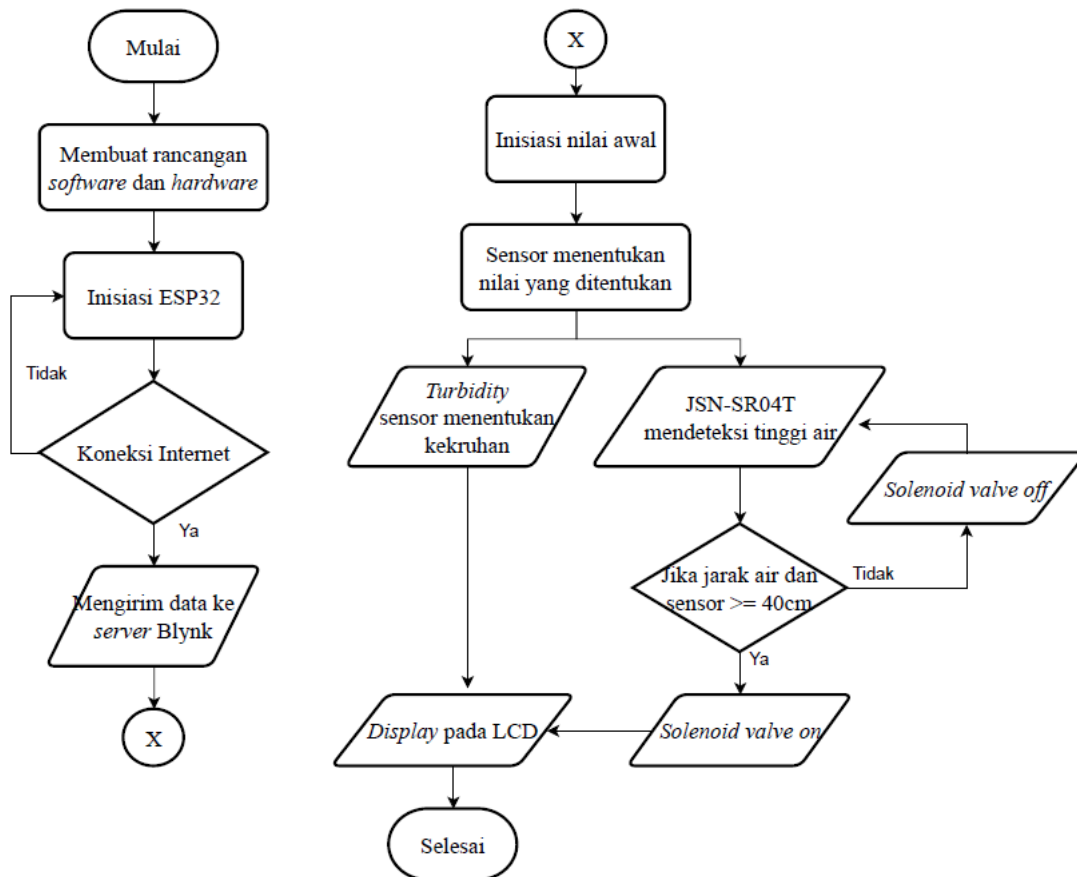 Mulai
Membuat rancangan
software dan hardware
Inisiasi ESP32
Tidak
Koneksi Internet
Ya
Mengirim data ke
server Blynk
X
X
Inisiasi nilai awal
Sensor menentukan
nilai yang ditentukan
Turbidity
sensor menentukan
kekruhan
JSN-SR04T
mendeteksi tinggi air
Solenoid valve off
Jika jarak air dan
sensor >= 40cm
Tidak
Ya
Solenoid valve on
Display pada LCD
Selesai